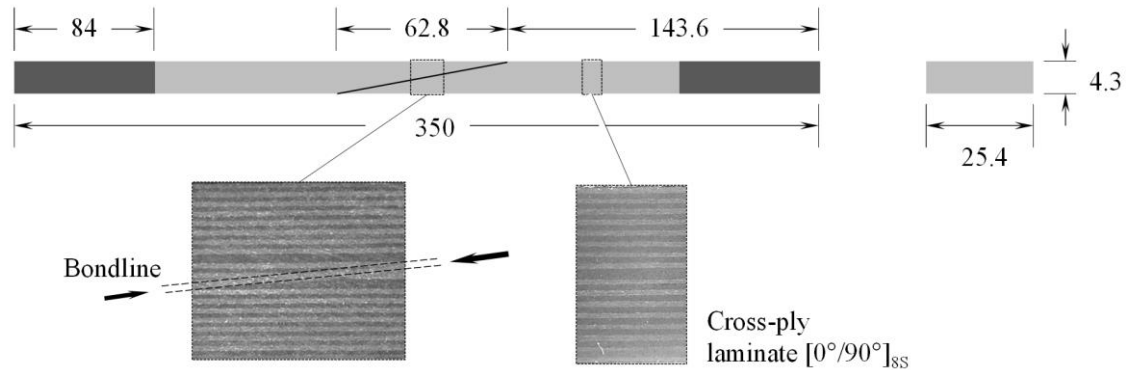 84
62.8
143.6
350
4.3
25.4
Bondline
Cross-ply
laminate [0°/90°]8S